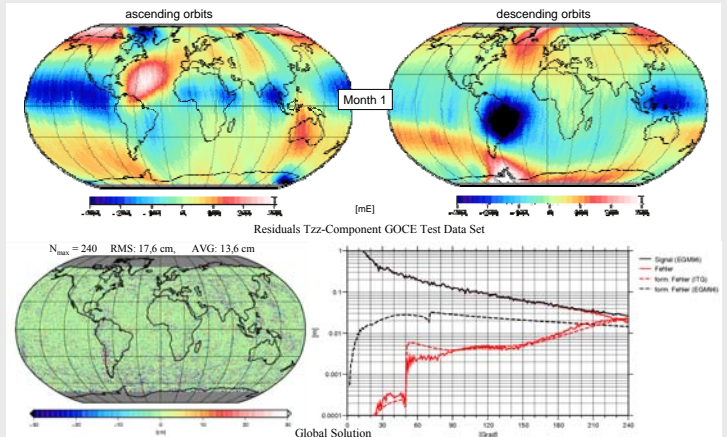 ascending orbits
descending orbits
Month 1
[mE]
Residuals Tzz-Component GOCE Test Data Set
Nmax = 240 RMS: 17,6 cm, AVG: 13,6 cm
[cm]
Global Solution
1
0.1
0.01
0.001
0.0001
[m]
30 60 90 120 150 180 210 240
[Grad]
Signal (EGM96)
Fehler
form. Fehler (ITG)
form. Fehler (EGM96)